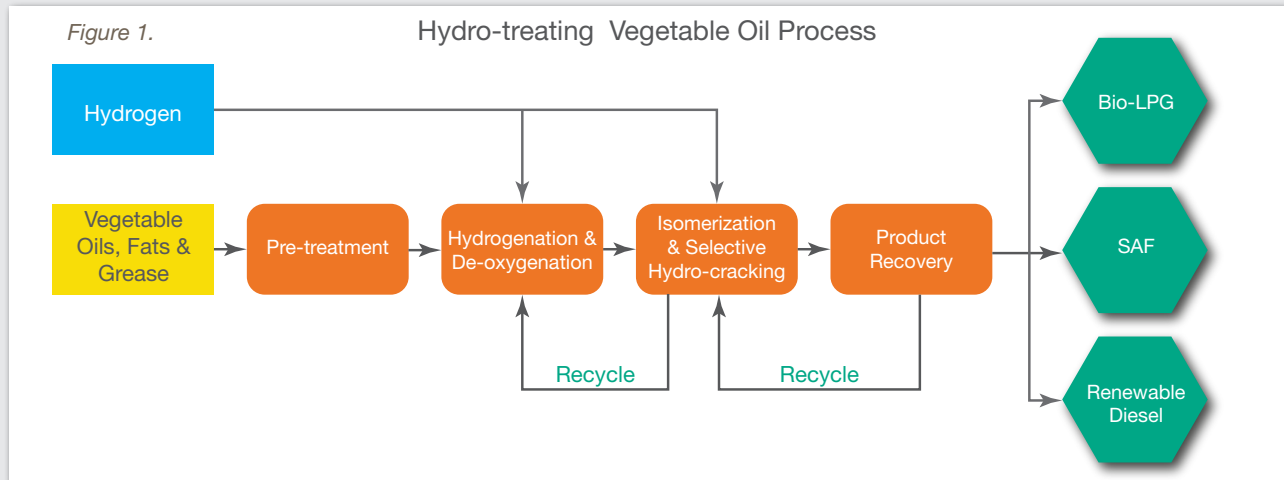 Figure 1.
Hydro-treating Vegetable Oil Process
Hydrogen
Bio-LPG
Vegetable
Oils, Fats &
Grease
Pre-treatment
Hydrogenation &
De-oxygenation
Isomerization
& Selective
Hydro-cracking
Product
Recovery
SAF
Recycle
Recycle
Renewable
Diesel